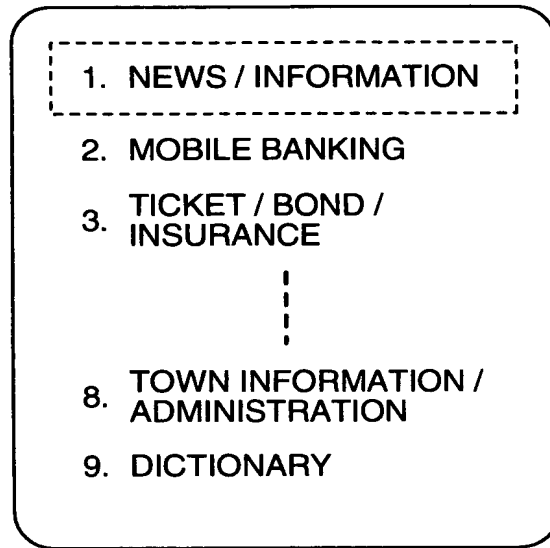 1. NEWS / INFORMATION
2. MOBILE BANKING
3. TICKET / BOND /
INSURANCE
8. TOWN INFORMATION /
ADMINISTRATION
9. DICTIONARY